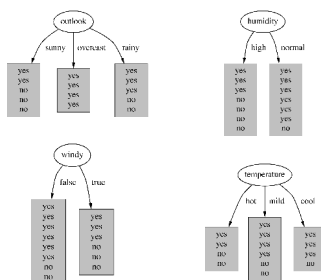 outlook
sunny
overcast
rainy
yes
yes
no
no
no
yes
yes
yes
yes
yes
yes
yes
no
no
humidity
high
normal
yes
yes
yes
no
no
no
no
yes
yes
yes
yes
yes
yes
no
windy
false
true
yes
yes
yes
yes
yes
yes
no
yes
yes
yes
no
no
no
temperature
hot
mild
cool
yes
yes
no
no
yes
yes
yes
yes
no
no
yes
yes
yes
no